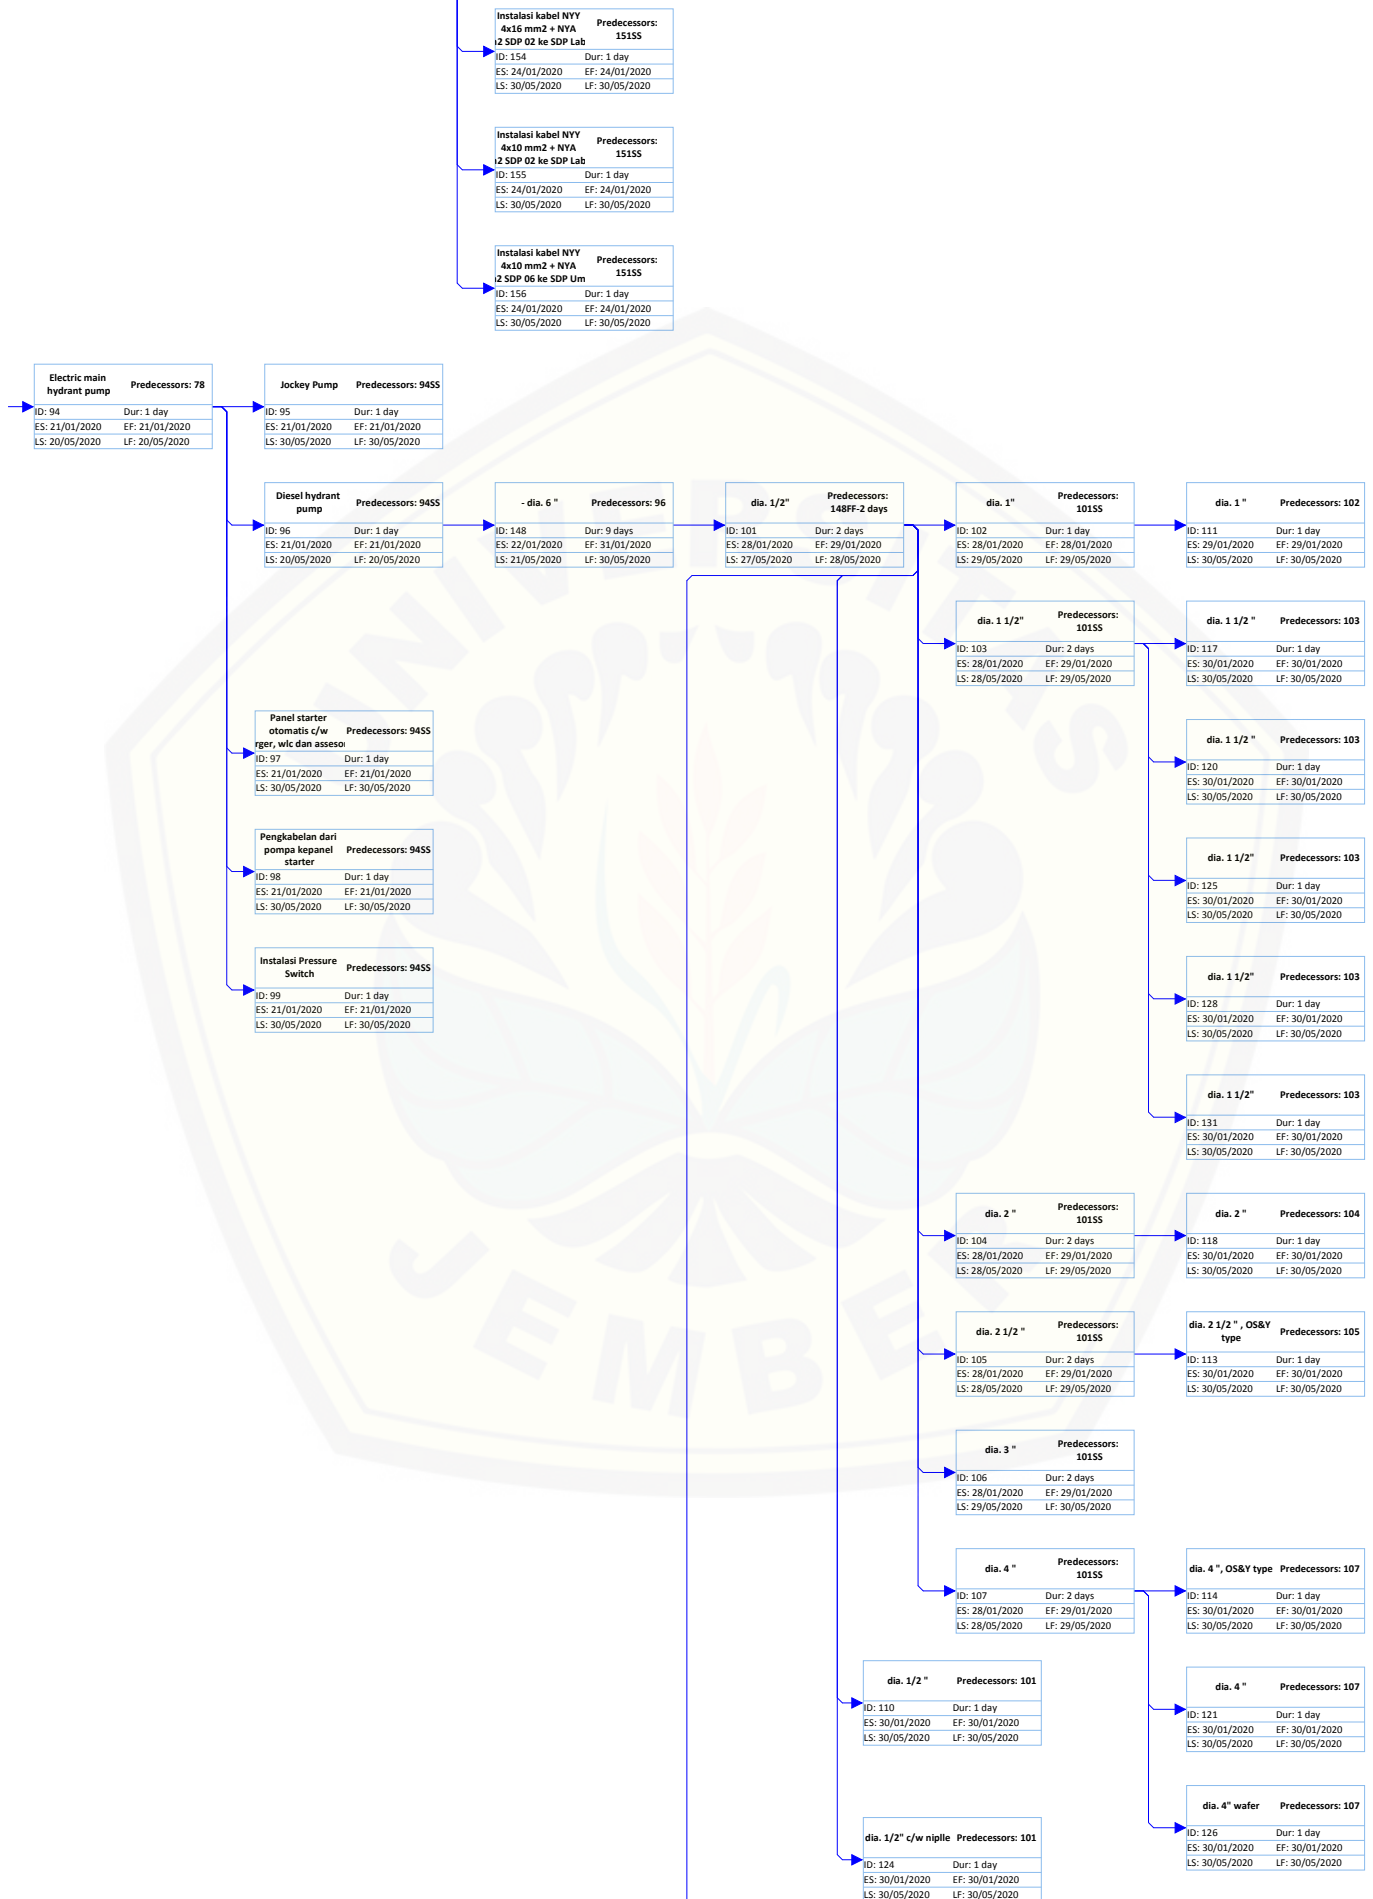 Instalasi kabel NYY
4x16 mm2 + NYA
2 SDP 02 ke SDP Lab
Predecessors:
151SS
ID: 154 Dur: 1 day
ES: 24/01/2020 EF: 24/01/2020
LS: 30/05/2020 LF: 30/05/2020
Instalasi kabel NYY
4x10 mm2 + NYA
2 SDP 02 ke SDP Lab
Predecessors:
151SS
ID: 155 Dur: 1 day
ES: 24/01/2020 EF: 24/01/2020
LS: 30/05/2020 LF: 30/05/2020
Instalasi kabel NYY
4x10 mm2 + NYA
2 SDP 06 ke SDP Um
Predecessors:
151SS
ID: 156 Dur: 1 day
ES: 24/01/2020 EF: 24/01/2020
LS: 30/05/2020 LF: 30/05/2020
Electric main
hydrant pump
Predecessors: 78
ID: 94 Dur: 1 day
ES: 21/01/2020 EF: 21/01/2020
LS: 20/05/2020 LF: 20/05/2020
Jockey Pump Predecessors: 94SS
ID: 95 Dur: 1 day
ES: 21/01/2020 EF: 21/01/2020
LS: 30/05/2020 LF: 30/05/2020
Diesel hydrant
pump
Predecessors: 94SS
ID: 96 Dur: 1 day
ES: 21/01/2020 EF: 21/01/2020
LS: 20/05/2020 LF: 20/05/2020
- dia. 6 " Predecessors: 96
ID: 148 Dur: 9 days
ES: 22/01/2020 EF: 31/01/2020
LS: 21/05/2020 LF: 30/05/2020
dia. 1/2"
Predecessors:
148FF-2 days
ID: 101 Dur: 2 days
ES: 28/01/2020 EF: 29/01/2020
LS: 27/05/2020 LF: 28/05/2020
dia. 1"
Predecessors:
101SS
ID: 102 Dur: 1 day
ES: 28/01/2020 EF: 28/01/2020
LS: 29/05/2020 LF: 29/05/2020
dia. 1 " Predecessors: 102
ID: 111 Dur: 1 day
ES: 29/01/2020 EF: 29/01/2020
LS: 30/05/2020 LF: 30/05/2020
dia. 1 1/2"
Predecessors:
101SS
ID: 103 Dur: 2 days
ES: 28/01/2020 EF: 29/01/2020
LS: 28/05/2020 LF: 29/05/2020
dia. 1 1/2 " Predecessors: 103
ID: 117 Dur: 1 day
ES: 30/01/2020 EF: 30/01/2020
LS: 30/05/2020 LF: 30/05/2020
Panel starter
otomatis c/w
rger, wlc dan assesor
Predecessors: 94SS
ID: 97 Dur: 1 day
ES: 21/01/2020 EF: 21/01/2020
LS: 30/05/2020 LF: 30/05/2020
dia. 1 1/2 " Predecessors: 103
ID: 120 Dur: 1 day
ES: 30/01/2020 EF: 30/01/2020
LS: 30/05/2020 LF: 30/05/2020
Pengkabelan dari
pompa kepanel
starter
Predecessors: 94SS
ID: 98 Dur: 1 day
ES: 21/01/2020 EF: 21/01/2020
LS: 30/05/2020 LF: 30/05/2020
dia. 1 1/2" Predecessors: 103
ID: 125 Dur: 1 day
ES: 30/01/2020 EF: 30/01/2020
LS: 30/05/2020 LF: 30/05/2020
Instalasi Pressure
Switch
Predecessors: 94SS
ID: 99 Dur: 1 day
ES: 21/01/2020 EF: 21/01/2020
LS: 30/05/2020 LF: 30/05/2020
dia. 1 1/2" Predecessors: 103
ID: 128 Dur: 1 day
ES: 30/01/2020 EF: 30/01/2020
LS: 30/05/2020 LF: 30/05/2020
dia. 1 1/2" Predecessors: 103
ID: 131 Dur: 1 day
ES: 30/01/2020 EF: 30/01/2020
LS: 30/05/2020 LF: 30/05/2020
dia. 2 "
Predecessors:
101SS
ID: 104 Dur: 2 days
ES: 28/01/2020 EF: 29/01/2020
LS: 28/05/2020 LF: 29/05/2020
dia. 2 " Predecessors: 104
ID: 118 Dur: 1 day
ES: 30/01/2020 EF: 30/01/2020
LS: 30/05/2020 LF: 30/05/2020
dia. 2 1/2 "
Predecessors:
101SS
ID: 105 Dur: 2 days
ES: 28/01/2020 EF: 29/01/2020
LS: 28/05/2020 LF: 29/05/2020
dia. 2 1/2 " , OS&Y
type
Predecessors: 105
ID: 113 Dur: 1 day
ES: 30/01/2020 EF: 30/01/2020
LS: 30/05/2020 LF: 30/05/2020
dia. 3 "
Predecessors:
101SS
ID: 106 Dur: 2 days
ES: 28/01/2020 EF: 29/01/2020
LS: 29/05/2020 LF: 30/05/2020
dia. 4 "
Predecessors:
101SS
ID: 107 Dur: 2 days
ES: 28/01/2020 EF: 29/01/2020
LS: 28/05/2020 LF: 29/05/2020
dia. 4 ", OS&Y type Predecessors: 107
ID: 114 Dur: 1 day
ES: 30/01/2020 EF: 30/01/2020
LS: 30/05/2020 LF: 30/05/2020
dia. 1/2 " Predecessors: 101
ID: 110 Dur: 1 day
ES: 30/01/2020 EF: 30/01/2020
LS: 30/05/2020 LF: 30/05/2020
dia. 4 " Predecessors: 107
ID: 121 Dur: 1 day
ES: 30/01/2020 EF: 30/01/2020
LS: 30/05/2020 LF: 30/05/2020
dia. 4" wafer Predecessors: 107
ID: 126 Dur: 1 day
ES: 30/01/2020 EF: 30/01/2020
LS: 30/05/2020 LF: 30/05/2020
dia. 1/2" c/w niplle Predecessors: 101
ID: 124 Dur: 1 day
ES: 30/01/2020 EF: 30/01/2020
LS: 30/05/2020 LF: 30/05/2020
UNIVERSITAS
JEMBER